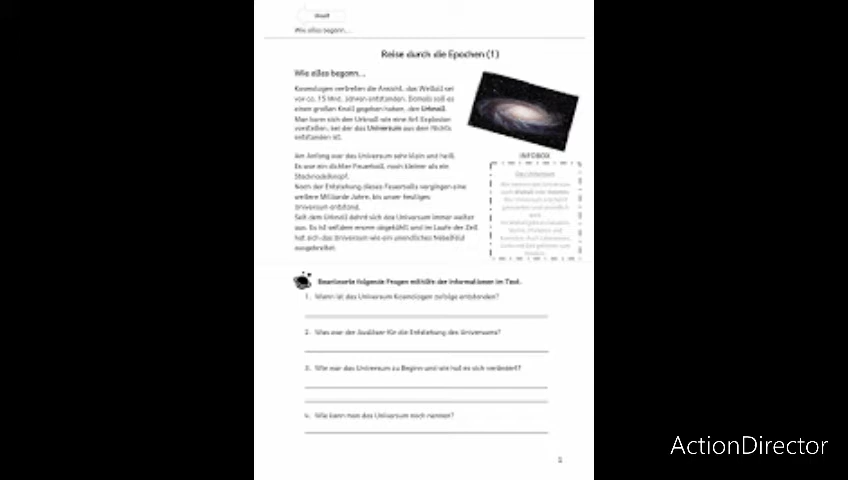 Urknall
Wie alles begann...
Reise durch die Epochen (1)
Wie alles begann...
Kosmologen vertreten die Ansicht, das Weltall sei
vor ca. 15 Mrd. Jahren entstanden. Damals soll es
einen großen Knall gegeben haben, den Urknall.
Man kann sich den Urknall wie eine Art Explosion
vorstellen, bei der das Universum aus dem Nichts
entstanden ist.
Am Anfang war das Universum sehr klein und heiß.
Es war ein dichter Feuerball, noch kleiner als ein
Stecknadelkopf.
Nach der Entstehung dieses Feuerballs vergingen eine
weitere Milliarde Jahre, bis unser heutiges
Universum entstand.
Seit dem Urknall dehnt sich das Universum immer weiter
aus. Es ist seitdem enorm abgekühlt und im Laufe der Zeit
hat sich das Universum wie ein unendliches Nebelfeld
ausgebreitet.
INFOBOX
Das Universum
Beantworte folgende Fragen mithilfe der Informationen im Text.
1. Wann ist das Universum Kosmologen zufolge entstanden?
2. Was war der Auslöser für die Entstehung des Universums?
3. Wie war das Universum zu Beginn und wie hat es sich verändert?
4. Wie kann man das Universum noch nennen?
ActionDirector